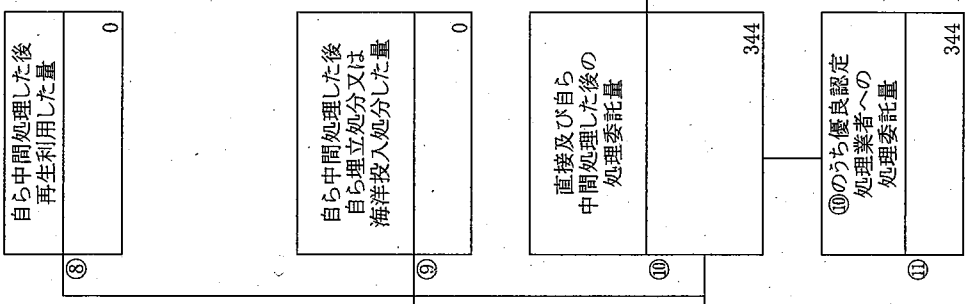 自ら中間処理した後
再生利用した量
0
⑧
自ら中間処理した後
自ら埋立処分又は
海洋投入処分した量
0
⑨
直接及び自ら
中間処理した後の
処理委託量
344
⑩
⑩のうち優良認定
処理業者への
処理委託量
344
⑪